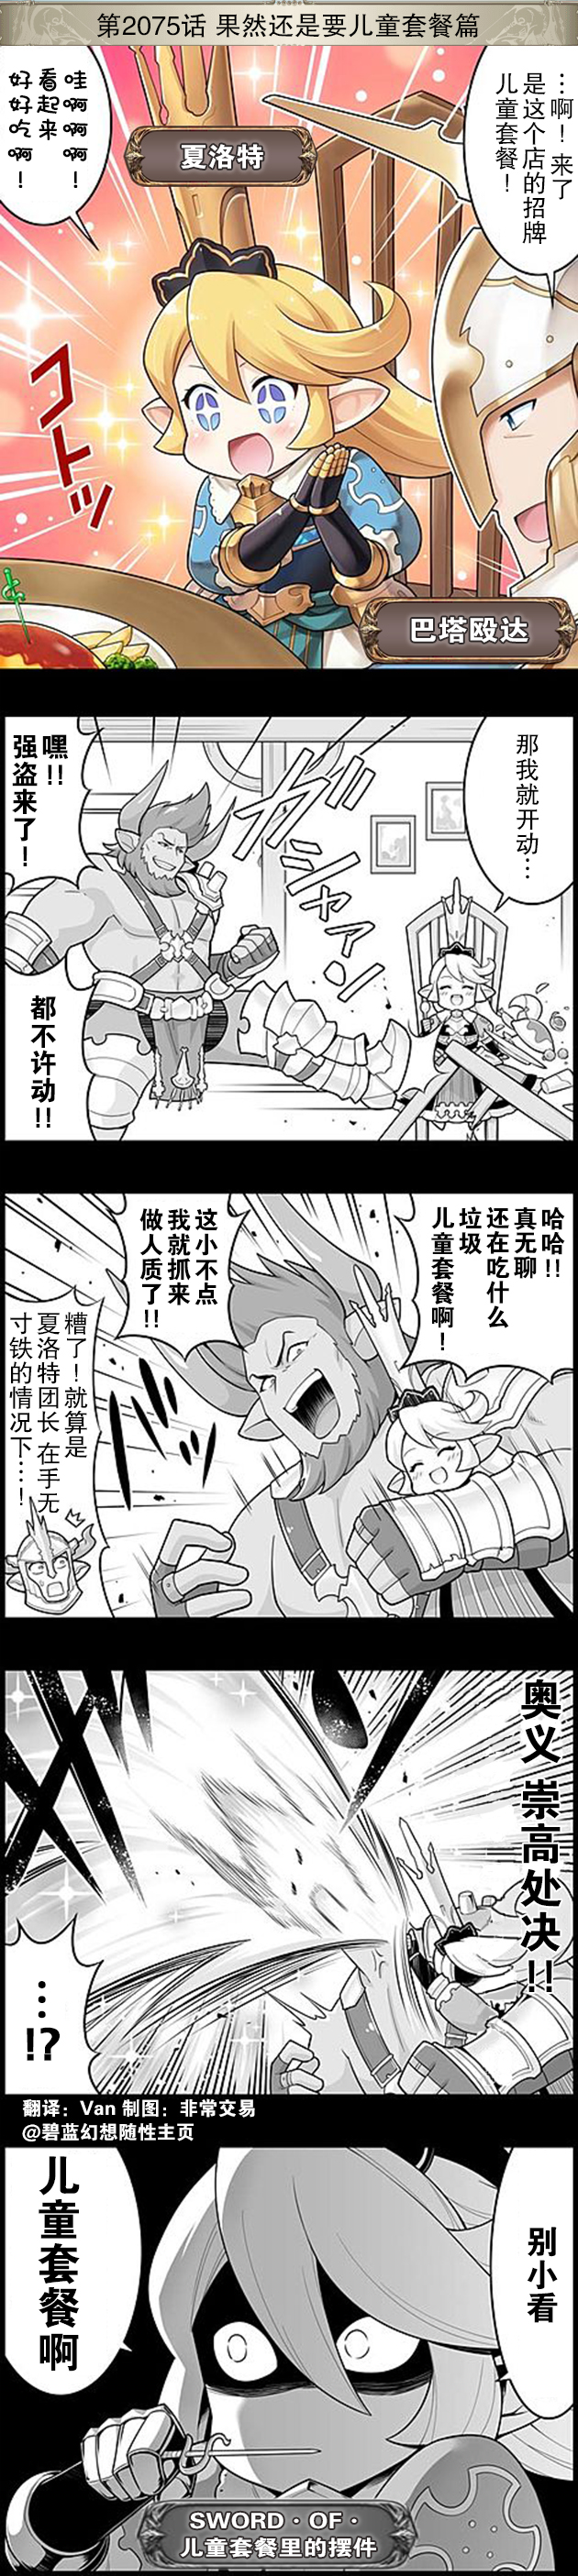 第2075话 果然还是要儿童套餐篇
…啊！来了
是这个店的招牌
儿童套餐！
夏洛特
哇啊啊啊！
看起来
好好吃啊！
コトッ
巴塔殴达
那我就开动…
ガシャアン
嘿!!
强盗来了！
都不许动!!
哈哈!!
真无聊
还在吃什么
垃圾
儿童套餐啊！
这小不点
我就抓来
做人质了!!
糟了！就算是
夏洛特团长 在手无
寸铁的情况下…！
奥义 崇高处决!!
…!?
翻译：Van 制图：非常交易
@碧蓝幻想随性主页
别小看
儿童套餐啊
SWORD·OF·
儿童套餐里的摆件